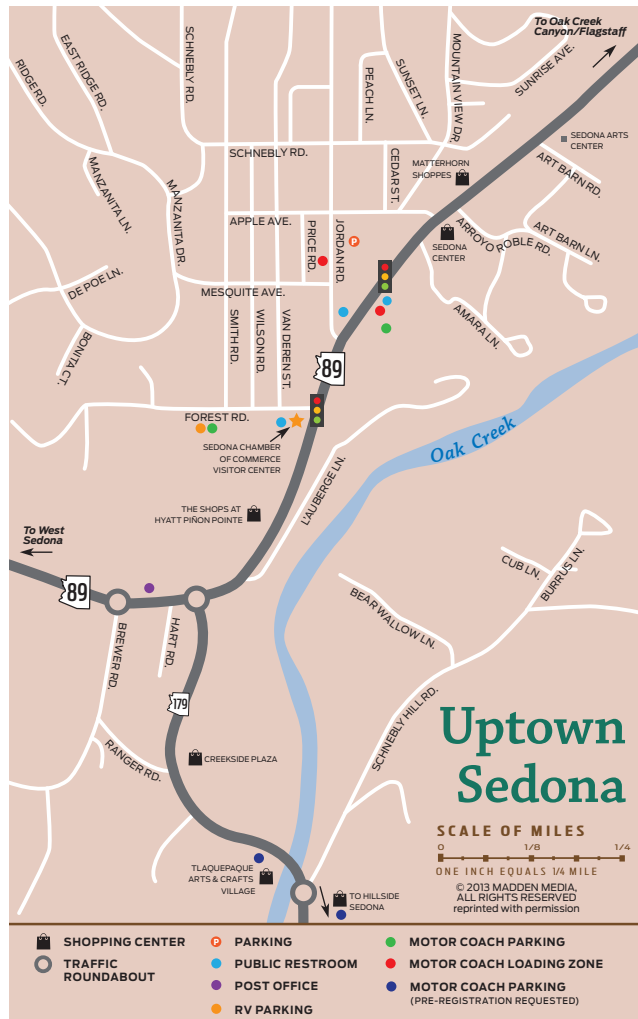 To Oak Creek
Canyon/Flagstaff
SUNRISE AVE.
RIDGE RD.
EAST RIDGE RD.
SCHNEBLY RD.
PEACH LN.
SUNSET LN.
MOUNTAIN VIEW DR.
SEDONA ARTS
CENTER
SCHNEBLY RD.
CEDAR ST.
MATTERHORN
SHOPPES
ART BARN RD.
MANZANITA LN.
MANZANITA DR.
APPLE AVE.
PRICE RD.
JORDAN RD.
P
SEDONA
CENTER
ARROYO ROBLE RD.
ART BARN LN.
DE POE LN.
MESQUITE AVE.
SMITH RD.
WILSON RD.
VAN DEREN ST.
AMARA LN.
BONITA CT.
89
FOREST RD.
SEDONA CHAMBER
OF COMMERCE
VISITOR CENTER
Oak Creek
L'AUBERGE LN.
THE SHOPS AT
HYATT PIÑON POINTE
To West
Sedona
89
CUB LN.
BURRUS LN.
BEAR WALLOW LN.
BREWER RD.
HART RD.
179
SCHNEBLY HILL RD.
RANGER RD.
CREEKSIDE PLAZA
Uptown
Sedona
SCALE OF MILES
0 1/8 1/4
ONE INCH EQUALS 1/4 MILE
© 2013 MADDEN MEDIA,
ALL RIGHTS RESERVED
reprinted with permission
TLAQUEPAQUE
ARTS & CRAFTS
VILLAGE
TO HILLSIDE
SEDONA
SHOPPING CENTER
TRAFFIC
ROUNDABOUT
P PARKING
PUBLIC RESTROOM
POST OFFICE
RV PARKING
MOTOR COACH PARKING
MOTOR COACH LOADING ZONE
MOTOR COACH PARKING
(PRE-REGISTRATION REQUESTED)